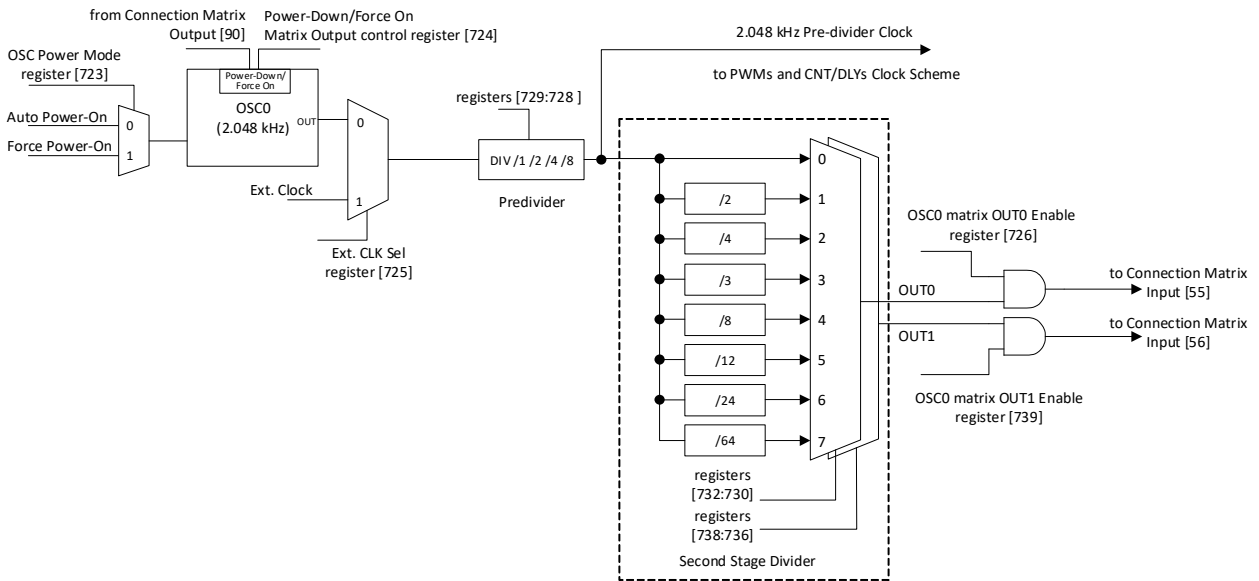 from Connection Matrix
Output [90]
Power-Down/Force On
Matrix Output control register [724]
OSC Power Mode
register [723]
Auto Power-On
Force Power-On
0
1
Power-Down/
Force On
OSC0
(2.048 kHz)
OUT
0
1
Ext. Clock
Ext. CLK Sel
register [725]
registers [729:728 ]
DIV /1 /2 /4 /8
Predivider
2.048 kHz Pre-divider Clock
to PWMs and CNT/DLYs Clock Scheme
0
/2
1
/4
2
/3
3
/8
4
/12
5
/24
6
/64
7
registers
[732:730]
registers
[738:736]
Second Stage Divider
OSC0 matrix OUT0 Enable
register [726]
OUT0
to Connection Matrix
Input [55]
OUT1
to Connection Matrix
Input [56]
OSC0 matrix OUT1 Enable
register [739]